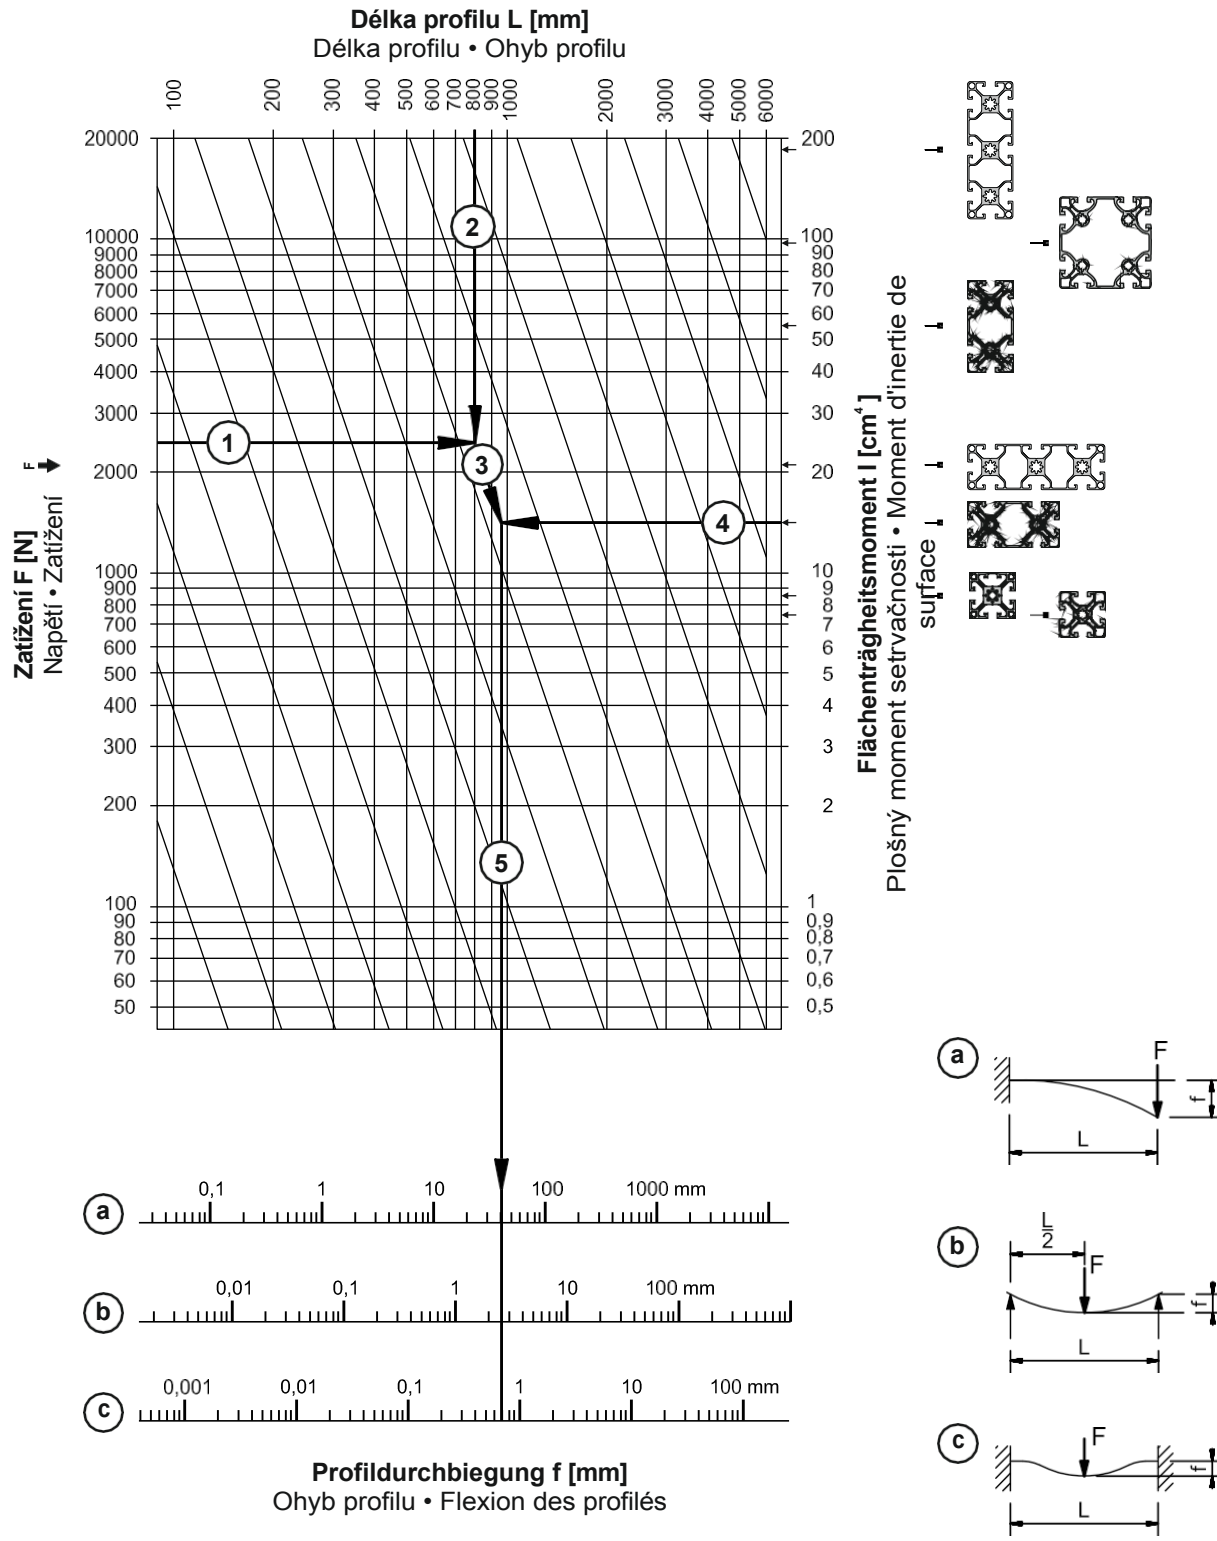 Délka profilu L [mm]
Délka profilu • Ohyb profilu
100 200 300 400 500 600 700 800 900 1000 2000 3000 4000 5000 6000
20000 200
2
10000 100
9000 90
8000 80
7000 70
6000 60
5000 50
4000 40
3000 30
1
3
2000 20
4
1000 10
900 9
800 8
700 7
600 6
500 5
400 4
300 3
200 2
5
100 1
90 0,9
80 0,8
70 0,7
60 0,6
50 0,5
F
Zatížení F [N]
Napětí • Zatížení
Flächenträgheitsmoment I [cm⁴]
Plošný moment setrvačnosti • Moment d'inertie de
surface
a 0,1 1 10 100 1000 mm
b 0,01 0,1 1 10 100 mm
c 0,001 0,01 0,1 1 10 100 mm
Profildurchbiegung f [mm]
Ohyb profilu • Flexion des profilés
a
F
f
L
b
L
2
F
f
L
c
F
f
L